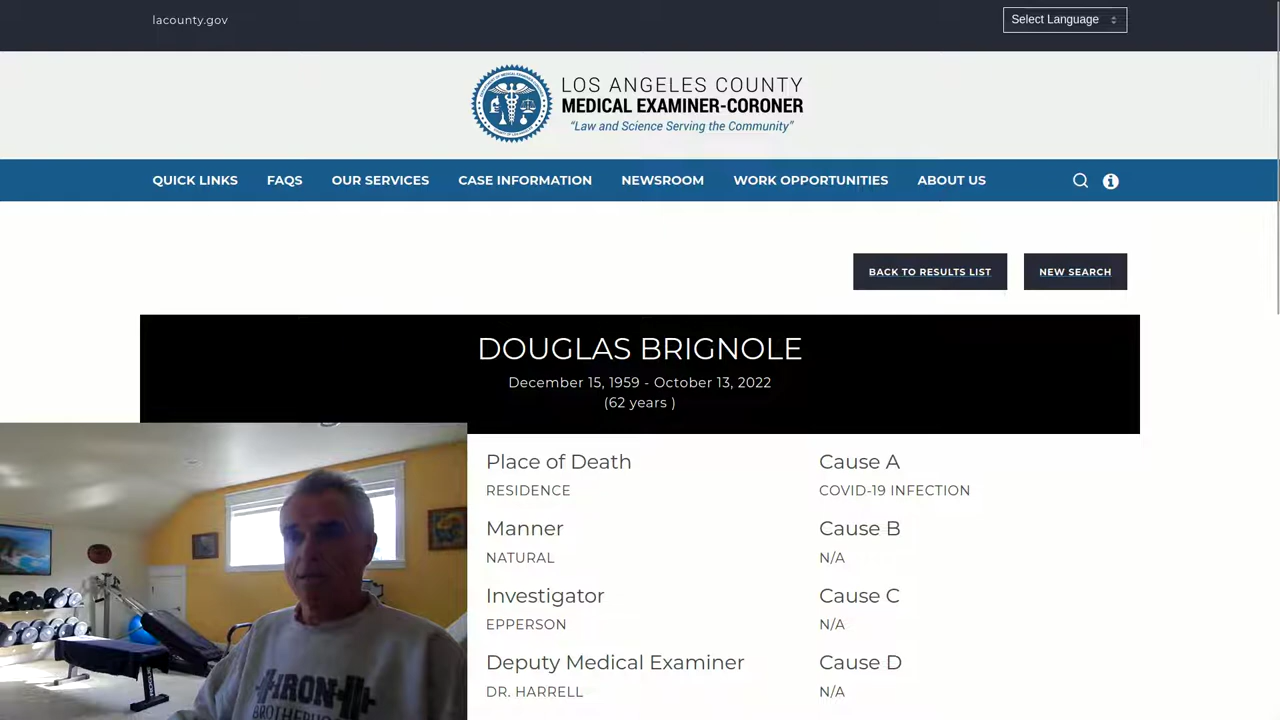 lacounty.gov
Select Language
LOS ANGELES COUNTY
MEDICAL EXAMINER-CORONER
"Law and Science Serving the Community"
QUICK LINKS
FAQS
OUR SERVICES
CASE INFORMATION
NEWSROOM
WORK OPPORTUNITIES
ABOUT US
BACK TO RESULTS LIST
NEW SEARCH
DOUGLAS BRIGNOLE
December 15, 1959 - October 13, 2022
(62 years )
Place of Death
RESIDENCE
Cause A
COVID-19 INFECTION
Manner
NATURAL
Cause B
N/A
Investigator
EPPERSON
Cause C
N/A
Deputy Medical Examiner
DR. HARRELL
Cause D
N/A
IRON